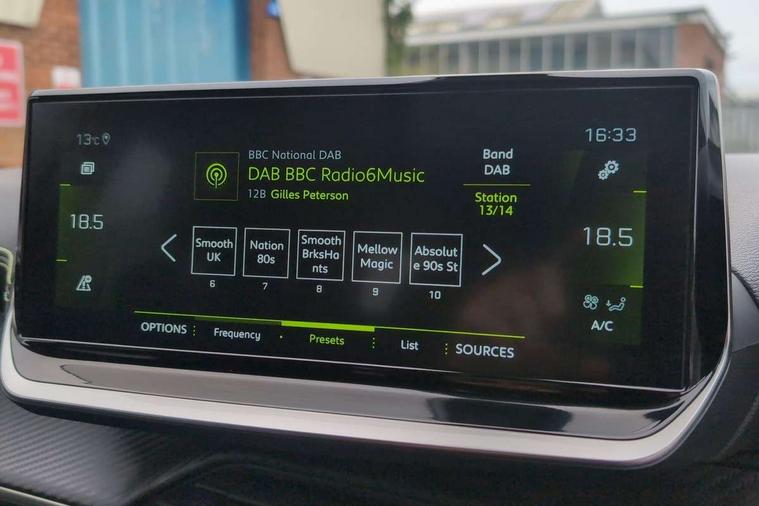 13°C
16:33
BBC National DAB
DAB BBC Radio6Music
12B Gilles Peterson
Band
DAB
Station
13/14
18.5
18.5
Smooth
UK
6
Nation
80s
7
Smooth
BrksHa
nts
8
Mellow
Magic
9
Absolut
e 90s St
10
A/C
OPTIONS
Frequency
Presets
List
SOURCES